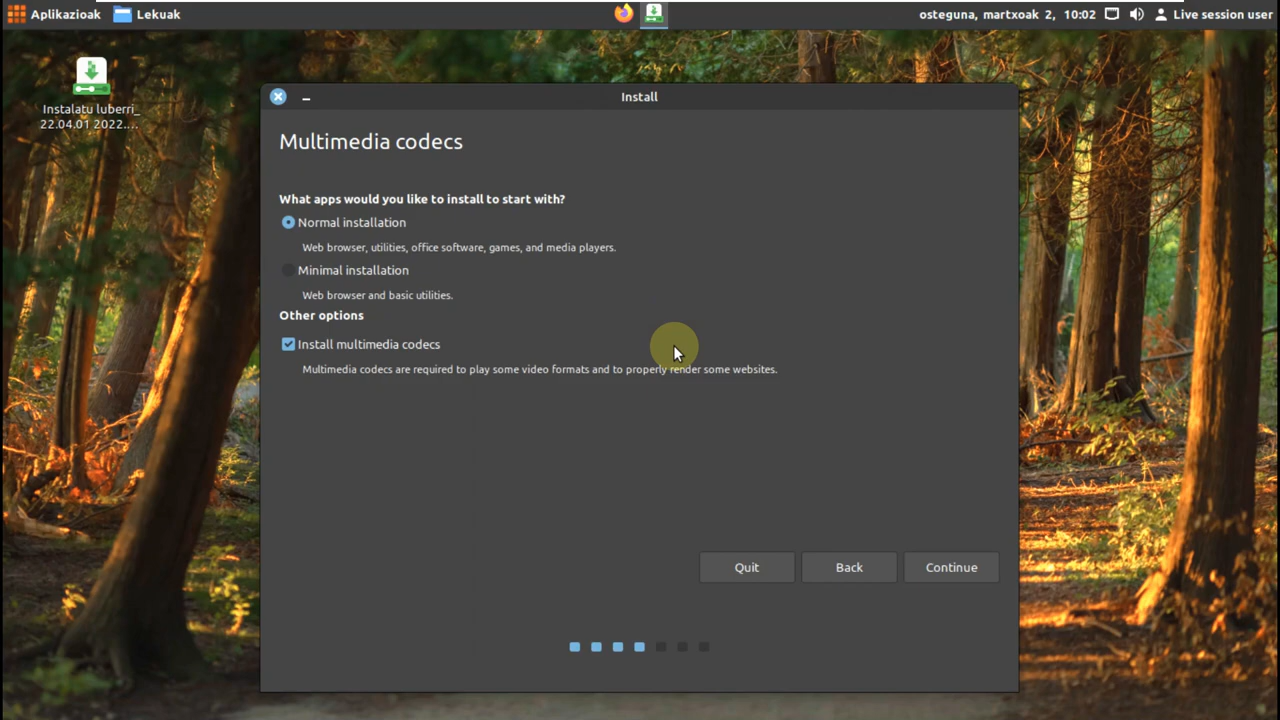 Aplikazioak Lekuak osteguna, martxoak 2, 10:02 Live session user
Instalatu luberri_
22.04.01 2022....
Install
Multimedia codecs
What apps would you like to install to start with?
Normal installation
Web browser, utilities, office software, games, and media players.
Minimal installation
Web browser and basic utilities.
Other options
Install multimedia codecs
Multimedia codecs are required to play some video formats and to properly render some websites.
Quit Back Continue